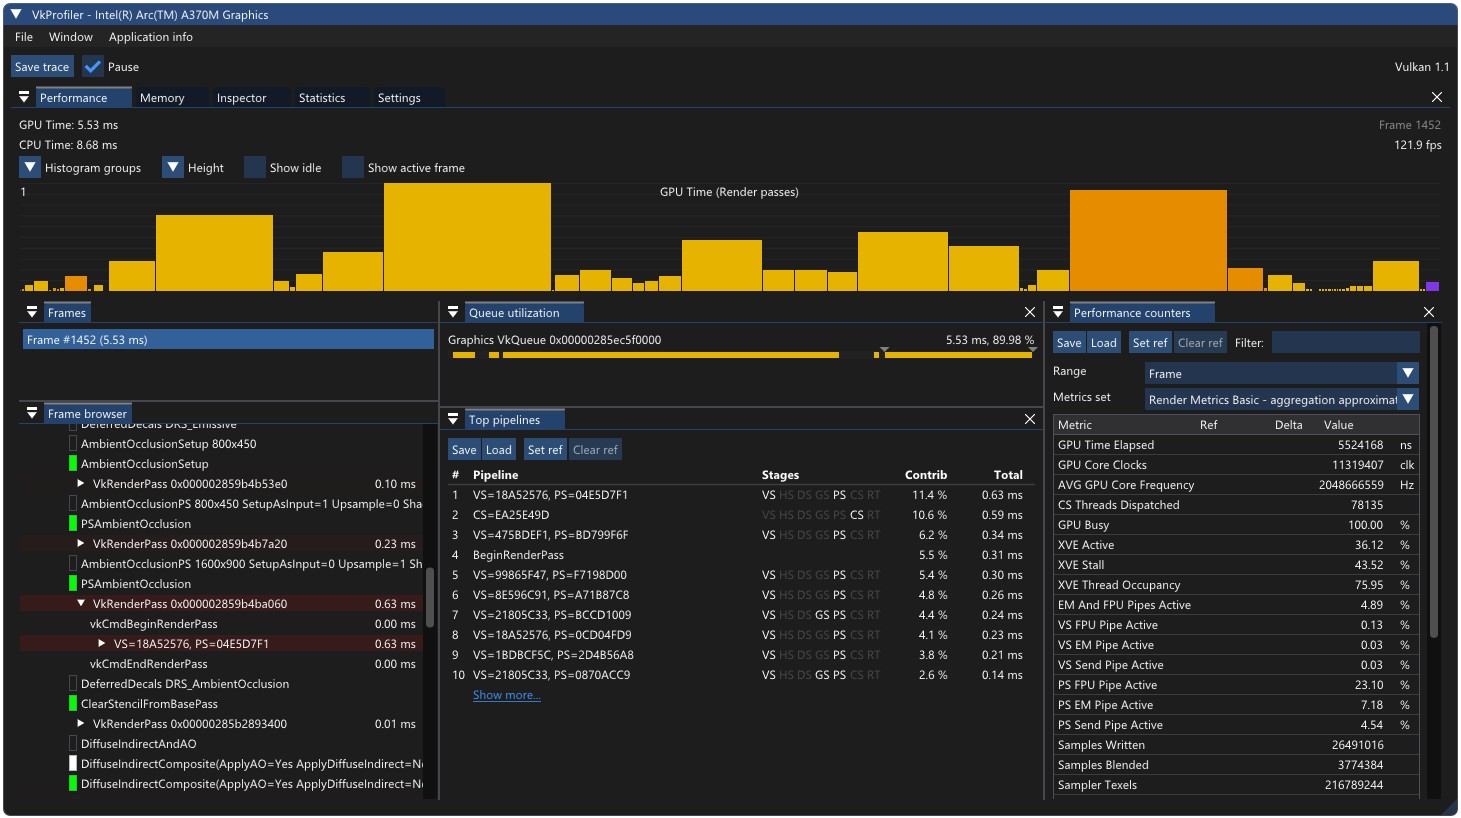 VkProfiler - Intel(R) Arc(TM) A370M Graphics
File Window Application info
Save trace Pause Vulkan 1.1
Performance Memory Inspector Statistics Settings
GPU Time: 5.53 ms Frame 1452
CPU Time: 8.68 ms 121.9 fps
Histogram groups Height Show idle Show active frame
1 GPU Time (Render passes)
Frames
Frame #1452 (5.53 ms)
Frame browser
DeferredDecals DRS_Emissive
AmbientOcclusionSetup 800x450
AmbientOcclusionSetup
VkRenderPass 0x000002859b4b53e0 0.10 ms
AmbientOcclusionPS 800x450 SetupAsInput=1 Upsample=0 Sha
PSAmbientOcclusion
VkRenderPass 0x000002859b4b7a20 0.23 ms
AmbientOcclusionPS 1600x900 SetupAsInput=0 Upsample=1 Sh
PSAmbientOcclusion
VkRenderPass 0x000002859b4ba060 0.63 ms
vkCmdBeginRenderPass 0.00 ms
VS=18A52576, PS=04E5D7F1 0.63 ms
vkCmdEndRenderPass 0.00 ms
DeferredDecals DRS_AmbientOcclusion
ClearStencilFromBasePass
VkRenderPass 0x00000285b2893400 0.01 ms
DiffuseIndirectAndAO
DiffuseIndirectComposite(ApplyAO=Yes ApplyDiffuseIndirect=N
DiffuseIndirectComposite(ApplyAO=Yes ApplyDiffuseIndirect=N
Queue utilization
Graphics VkQueue 0x00000285ec5f0000 5.53 ms, 89.98 %
Top pipelines
Save Load Set ref Clear ref
# Pipeline Stages Contrib Total
1 VS=18A52576, PS=04E5D7F1 VS HS DS GS PS CS RT 11.4 % 0.63 ms
2 CS=EA25E49D VS HS DS GS PS CS RT 10.6 % 0.59 ms
3 VS=475BDEF1, PS=BD799F6F VS HS DS GS PS CS RT 6.2 % 0.34 ms
4 BeginRenderPass 5.5 % 0.31 ms
5 VS=99865F47, PS=F7198D00 VS HS DS GS PS CS RT 5.4 % 0.30 ms
6 VS=8E596C91, PS=A71B87C8 VS HS DS GS PS CS RT 4.8 % 0.26 ms
7 VS=21805C33, PS=BCCD1009 VS HS DS GS PS CS RT 4.4 % 0.24 ms
8 VS=18A52576, PS=0CD04FD9 VS HS DS GS PS CS RT 4.1 % 0.23 ms
9 VS=1BDBCF5C, PS=2D4B56A8 VS HS DS GS PS CS RT 3.8 % 0.21 ms
10 VS=21805C33, PS=0870ACC9 VS HS DS GS PS CS RT 2.6 % 0.14 ms
Show more...
Performance counters
Save Load Set ref Clear ref Filter:
Range Frame
Metrics set Render Metrics Basic - aggregation approximat
Metric Ref Delta Value
GPU Time Elapsed 5524168 ns
GPU Core Clocks 11319407 clk
AVG GPU Core Frequency 2048666559 Hz
CS Threads Dispatched 78135
GPU Busy 100.00 %
XVE Active 36.12 %
XVE Stall 43.52 %
XVE Thread Occupancy 75.95 %
EM And FPU Pipes Active 4.89 %
VS FPU Pipe Active 0.13 %
VS EM Pipe Active 0.03 %
VS Send Pipe Active 0.03 %
PS FPU Pipe Active 23.10 %
PS EM Pipe Active 7.18 %
PS Send Pipe Active 4.54 %
Samples Written 26491016
Samples Blended 3774384
Sampler Texels 216789244